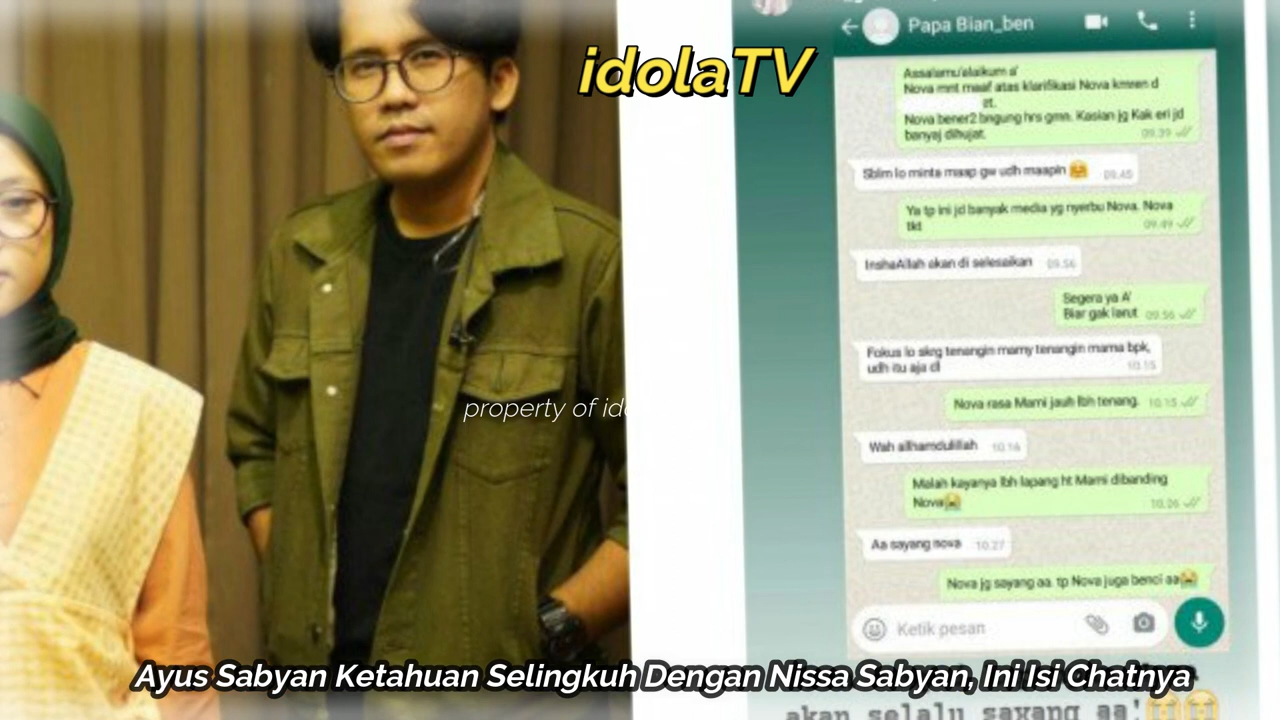 idolaTV
Papa Bian_ben
Assalamu'alaikum a'
Nova mnt maaf atas klarifikasi Nova kmren d
st.
Nova bener2 bngung hrs gmn. Kasian jg Kak eri jd
banyaj dihujat.
09.39
Sblm lo minta maap gw udh maapin 🤗
09.45
Ya tp ini jd banyak media yg nyerbu Nova. Nova
tkt
09.49
InshaAllah akan di selesaikan
09.56
Segera ya A'
Biar gak larut
09.56
Fokus lo skrg tenangin mamy tenangin mama bpk,
udh itu aja dl
10.15
Nova rasa Mami jauh lbh tenang.
10.15
Wah allhamdulillah
10.16
Malah kayanya lbh lapang ht Mami dibanding
Nova😭
10.26
Aa sayang nova
10.27
Nova jg sayang aa. tp Nova juga benci aa😭
Ketik pesan
property of
Ayus Sabyan Ketahuan Selingkuh Dengan Nissa Sabyan, Ini Isi Chatnya
akan selalu sayang aa'😭😭